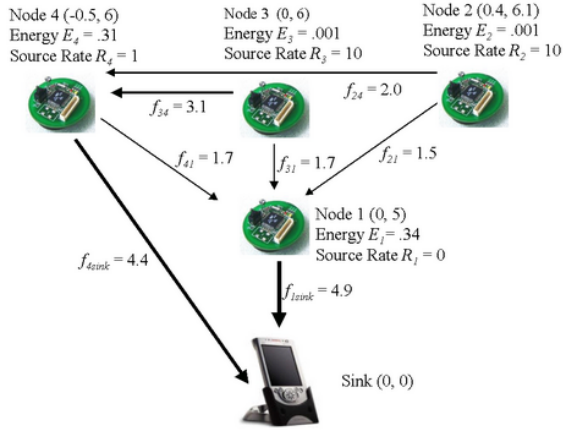 Node 4 (-0.5, 6)
Energy E4 = .31
Source Rate R4 = 1
Node 3 (0, 6)
Energy E3 = .001
Source Rate R3 = 10
Node 2 (0.4, 6.1)
Energy E2 = .001
Source Rate R2 = 10
f24 = 2.0
f34 = 3.1
f41 = 1.7
f31 = 1.7
f21 = 1.5
Node 1 (0, 5)
Energy E1 = .34
Source Rate R1 = 0
f4sink = 4.4
f1sink = 4.9
Sink (0, 0)